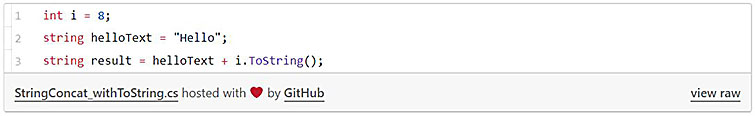 1 int i = 8;
2 string helloText = "Hello";
3 string result = helloText + i.ToString();
StringConcat_withToString.cs hosted with ❤ by GitHub view raw